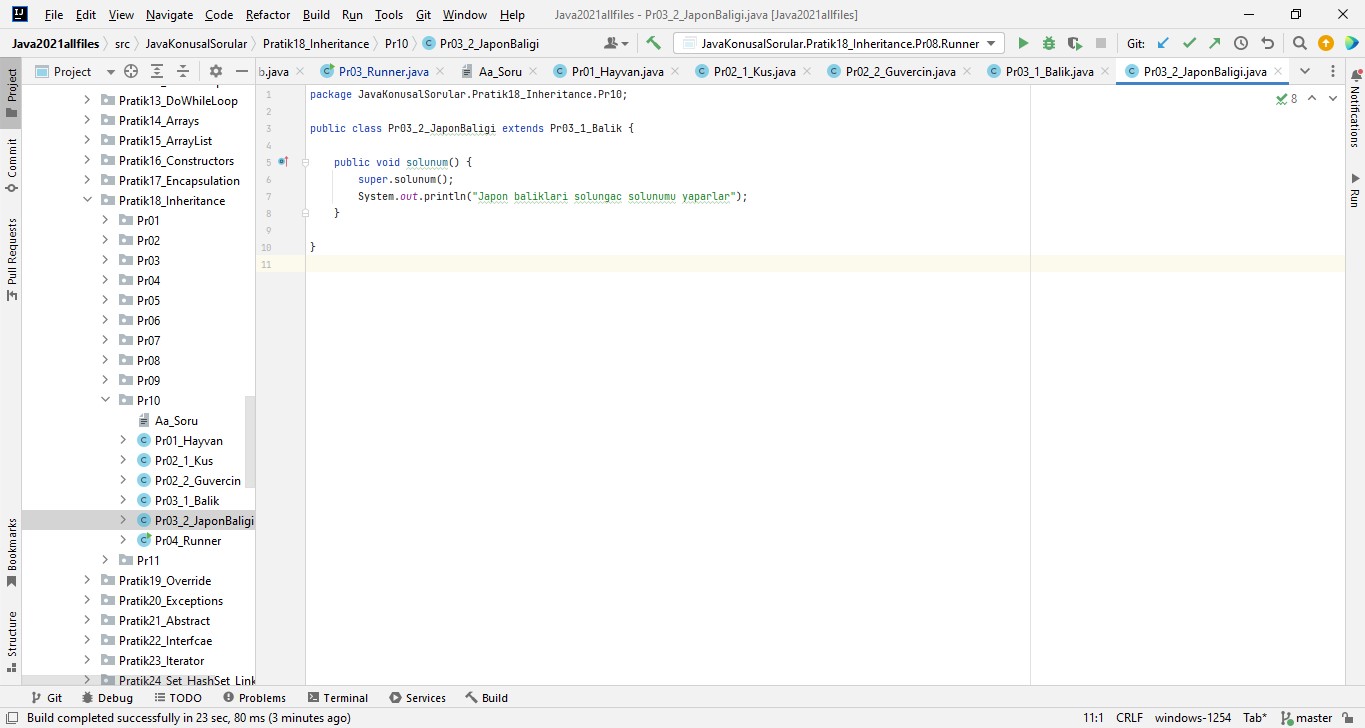 File Edit View Navigate Code Refactor Build Run Tools Git Window Help Java2021allfiles - Pr03_2_JaponBaligi.java [Java2021allfiles]
Java2021allfiles src JavaKonusalSorular Pratik18_Inheritance Pr10 Pr03_2_JaponBaligi JavaKonusalSorular.Pratik18_Inheritance.Pr08.Runner Git:
Project b.java Pr03_Runner.java Aa_Soru Pr01_Hayvan.java Pr02_1_Kus.java Pr02_2_Guvercin.java Pr03_1_Balik.java Pr03_2_JaponBaligi.java
Project
Commit
Pull Requests
Bookmarks
Structure
Pratik13_DoWhileLoop
Pratik14_Arrays
Pratik15_ArrayList
Pratik16_Constructors
Pratik17_Encapsulation
Pratik18_Inheritance
Pr01
Pr02
Pr03
Pr04
Pr05
Pr06
Pr07
Pr08
Pr09
Pr10
Aa_Soru
Pr01_Hayvan
Pr02_1_Kus
Pr02_2_Guvercin
Pr03_1_Balik
Pr03_2_JaponBaligi
Pr04_Runner
Pr11
Pratik19_Override
Pratik20_Exceptions
Pratik21_Abstract
Pratik22_Interfcae
Pratik23_Iterator
Pratik24_Set_HashSet_Link
1 package JavaKonusalSorular.Pratik18_Inheritance.Pr10;
2
3 public class Pr03_2_JaponBaligi extends Pr03_1_Balik {
4
5 public void solunum() {
6 super.solunum();
7 System.out.println("Japon baliklari solungac solunumu yaparlar");
8 }
9
10 }
11
8
Notifications
Run
Git Debug TODO Problems Terminal Services Build
Build completed successfully in 23 sec, 80 ms (3 minutes ago) 11:1 CRLF windows-1254 Tab* master